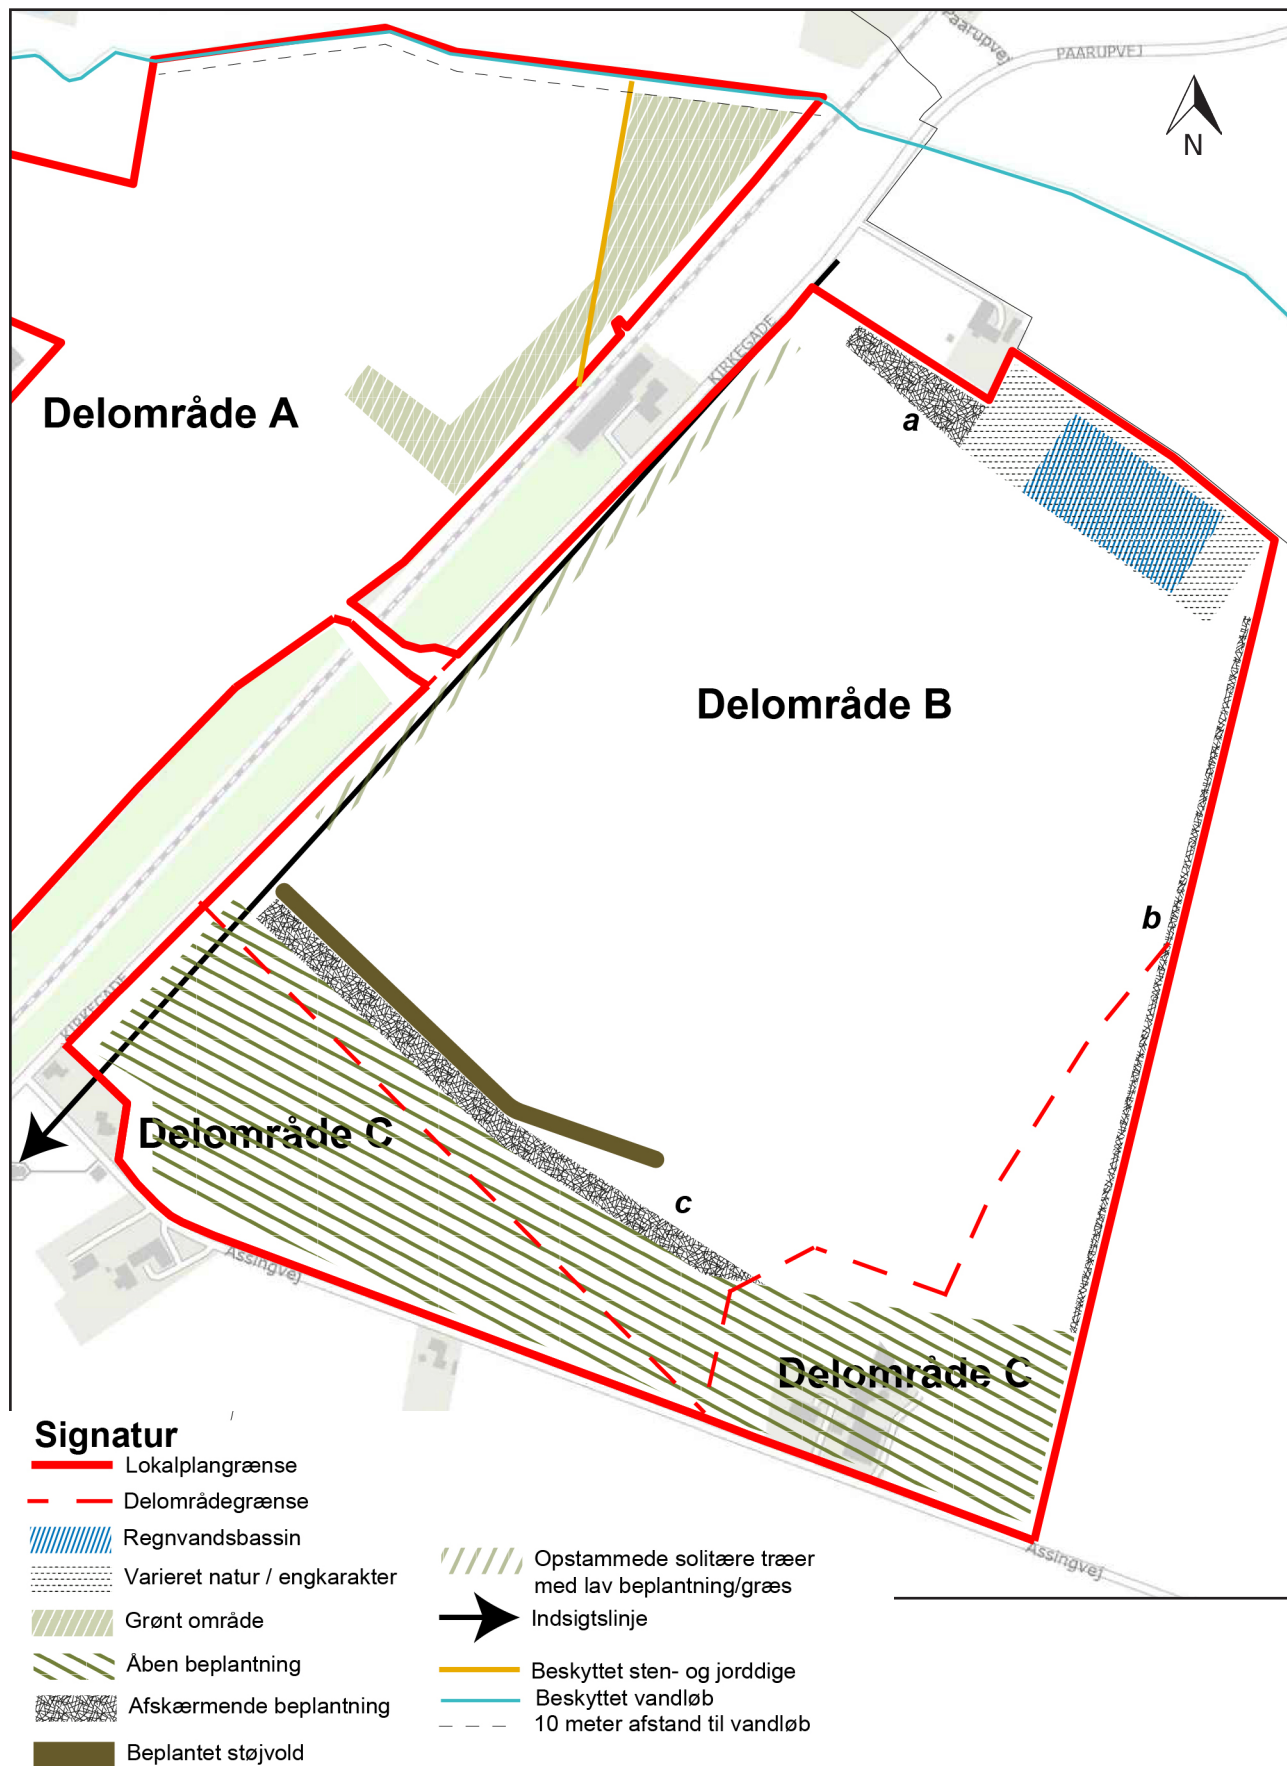 Paarupvej
PAARUPVEJ
N
KIRKEGADE
Delområde A
a
Delområde B
b
KIRKEGADE
Delområde C
c
Assingvej
Delområde C
Assingvej
Signatur
Lokalplangrænse
Delområdegrænse
Regnvandsbassin
Varieret natur / engkarakter
Grønt område
Åben beplantning
Afskærmende beplantning
Beplantet støjvold
Opstammede solitære træer
med lav beplantning/græs
Indsigtslinje
Beskyttet sten- og jorddige
Beskyttet vandløb
10 meter afstand til vandløb